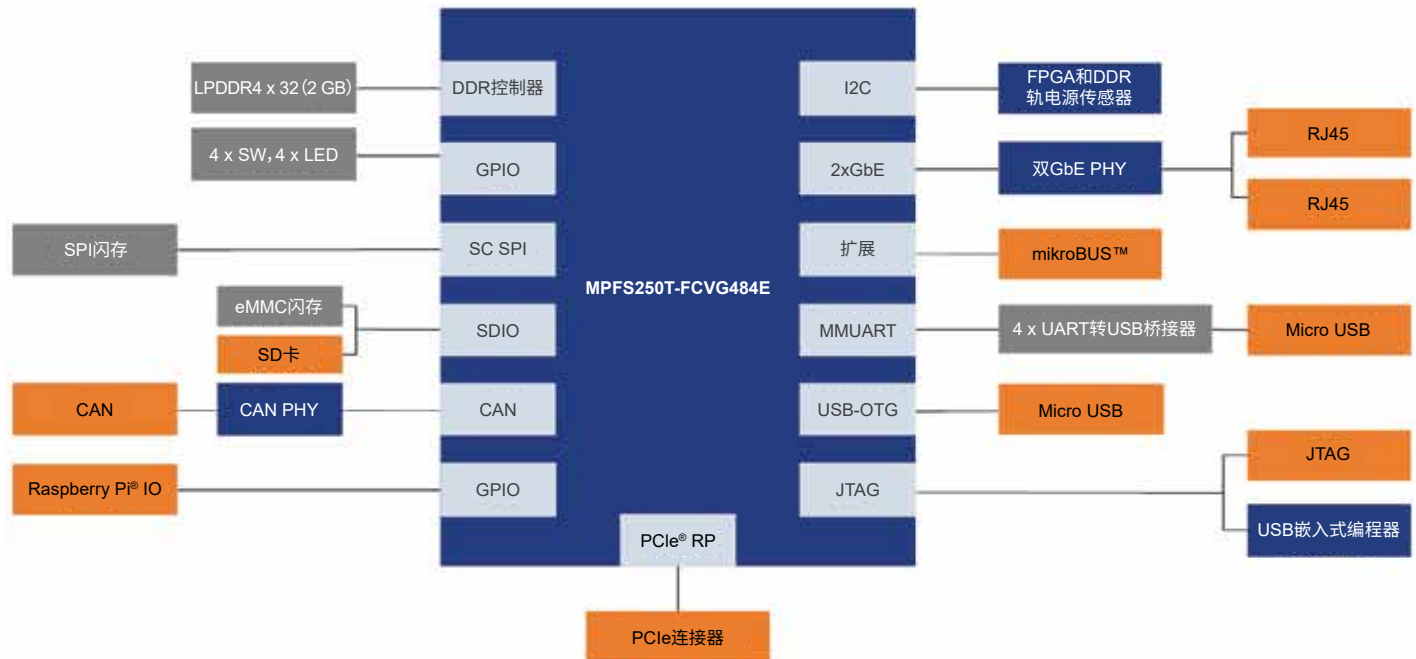 LPDDR4 x 32 (2 GB)
DDR控制器
I2C
FPGA和DDR
轨电源传感器
4 x SW, 4 x LED
GPIO
2xGbE
双GbE PHY
RJ45
RJ45
SPI闪存
SC SPI
扩展
mikroBUS™
MPFS250T-FCVG484E
eMMC闪存
SD卡
SDIO
MMUART
4 x UART转USB桥接器
Micro USB
CAN
CAN PHY
CAN
USB-OTG
Micro USB
Raspberry Pi® IO
GPIO
JTAG
JTAG
USB嵌入式编程器
PCIe® RP
PCIe连接器